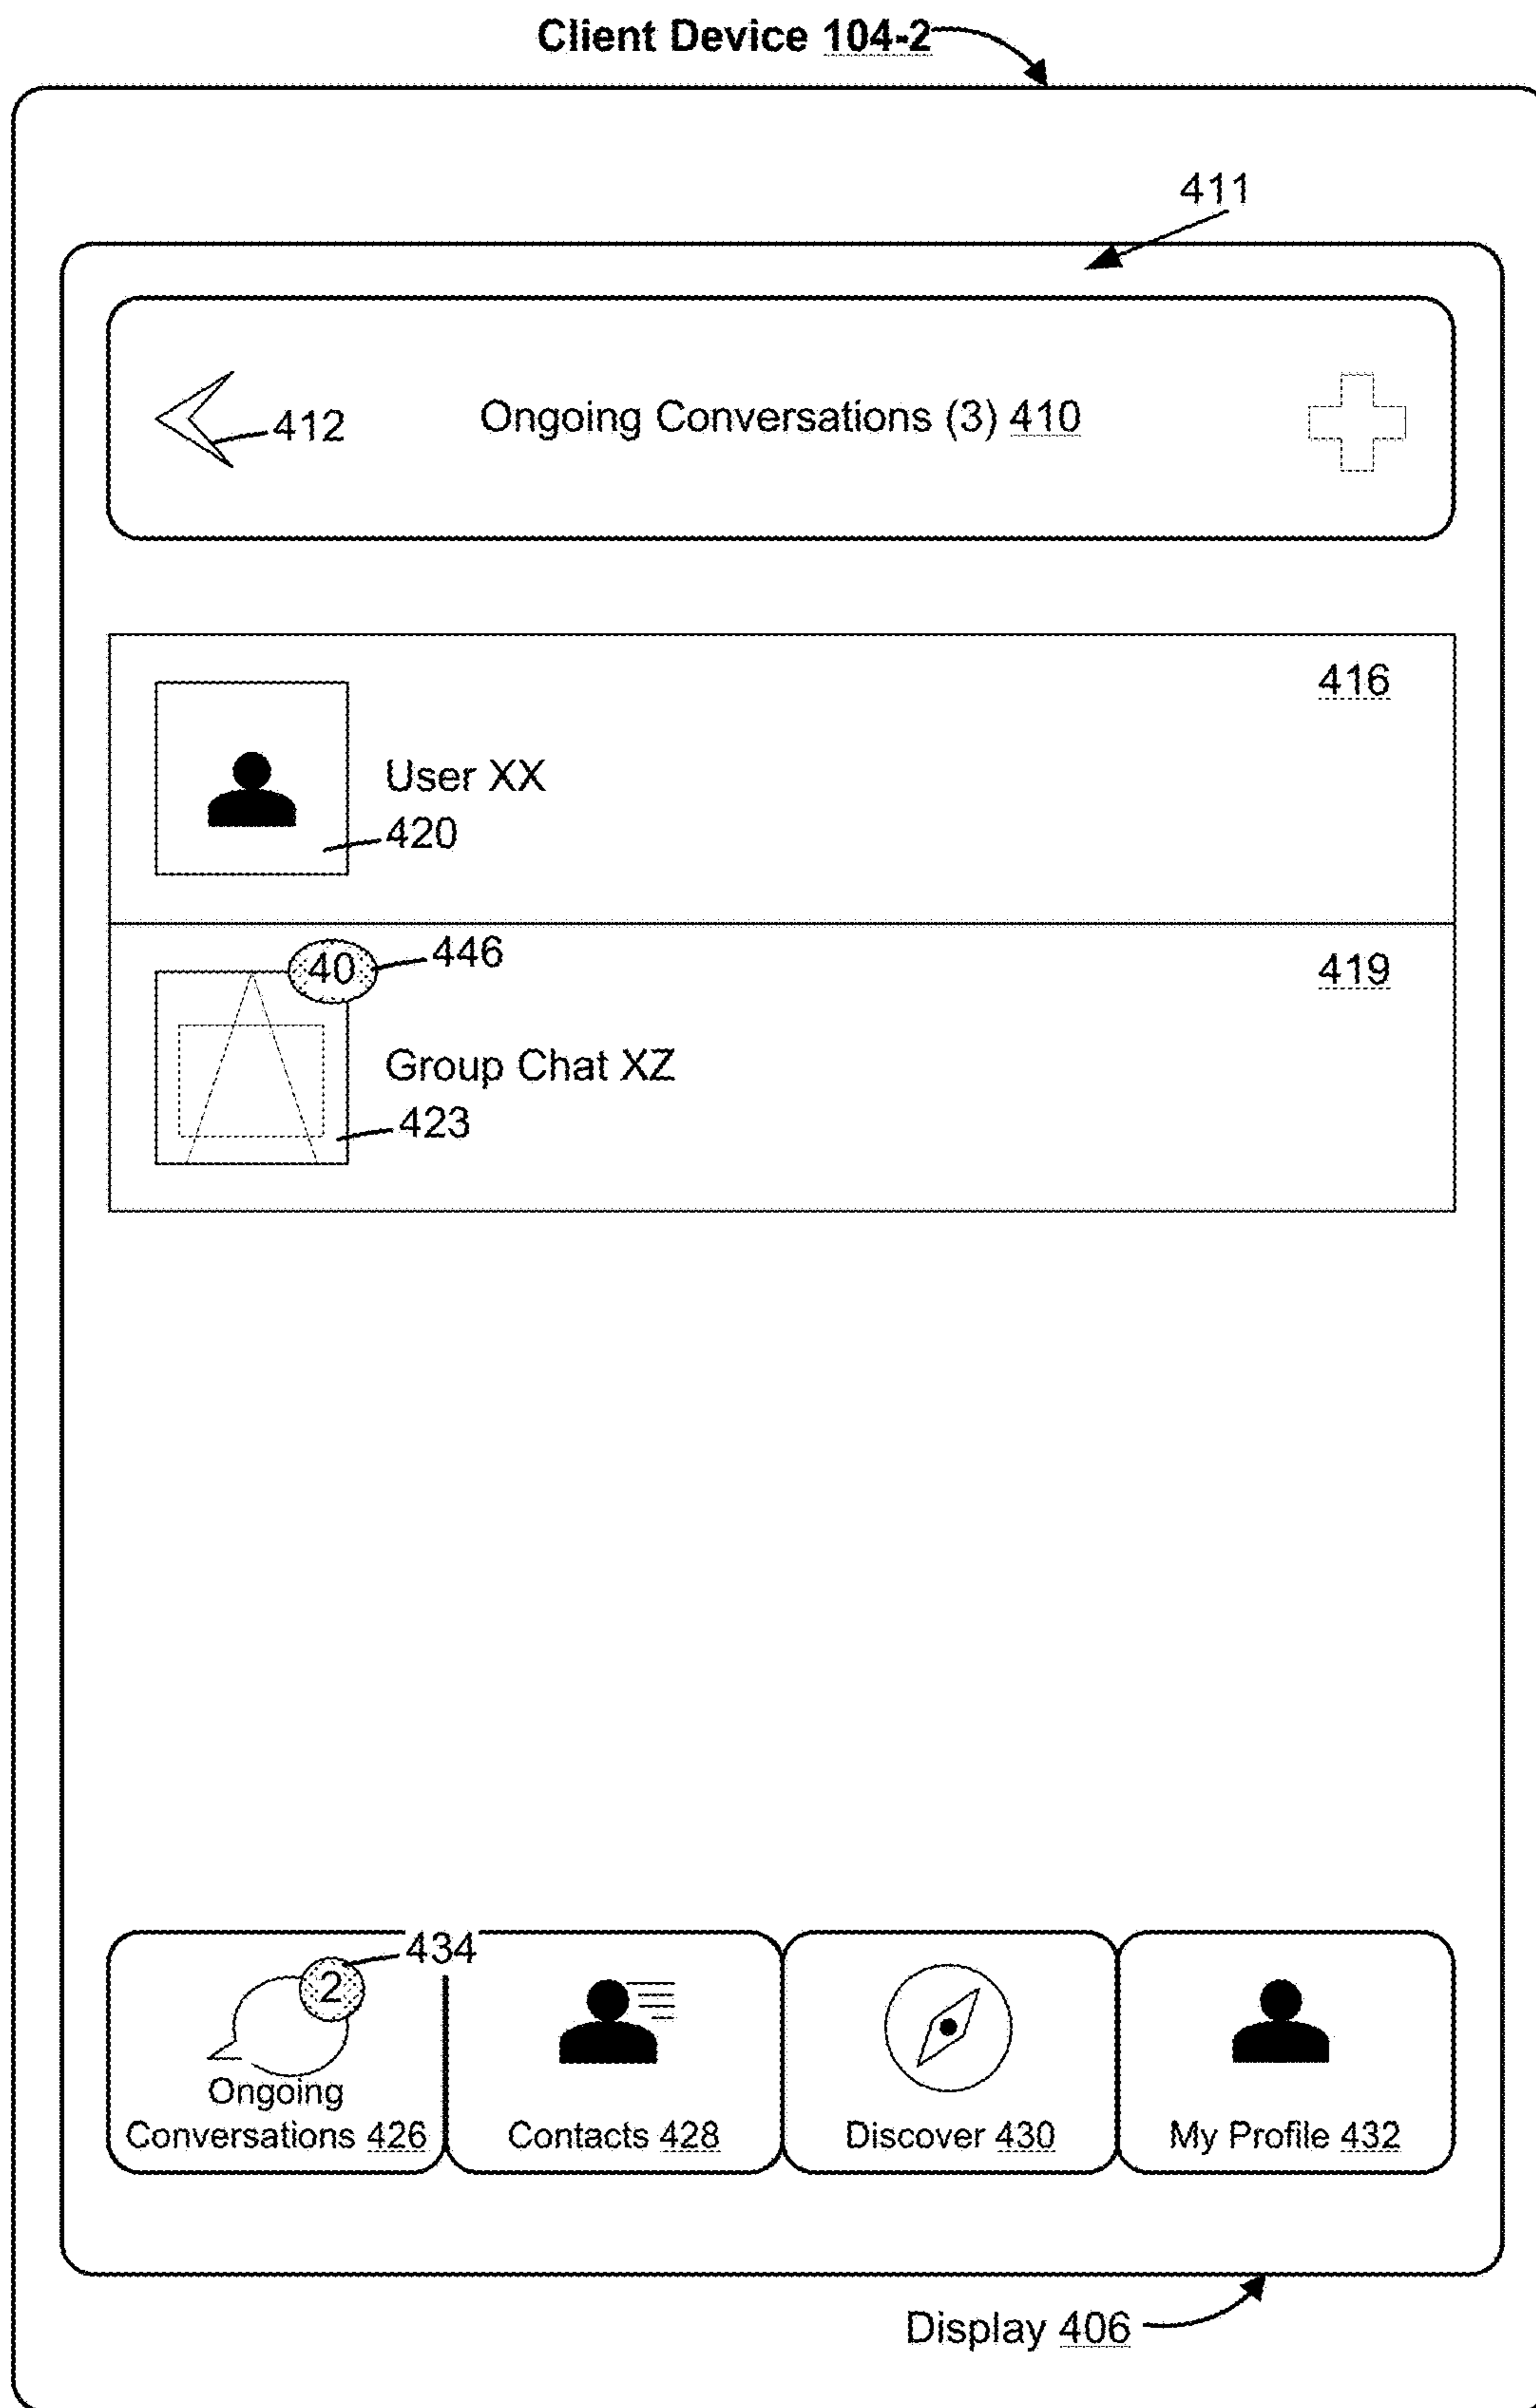 Client Device 104-2
411
412
Ongoing Conversations (3) 410
416
User XX
420
40
446
419
Group Chat XZ
423
434
2
Ongoing
Conversations 426
Contacts 428
Discover 430
My Profile 432
Display 406